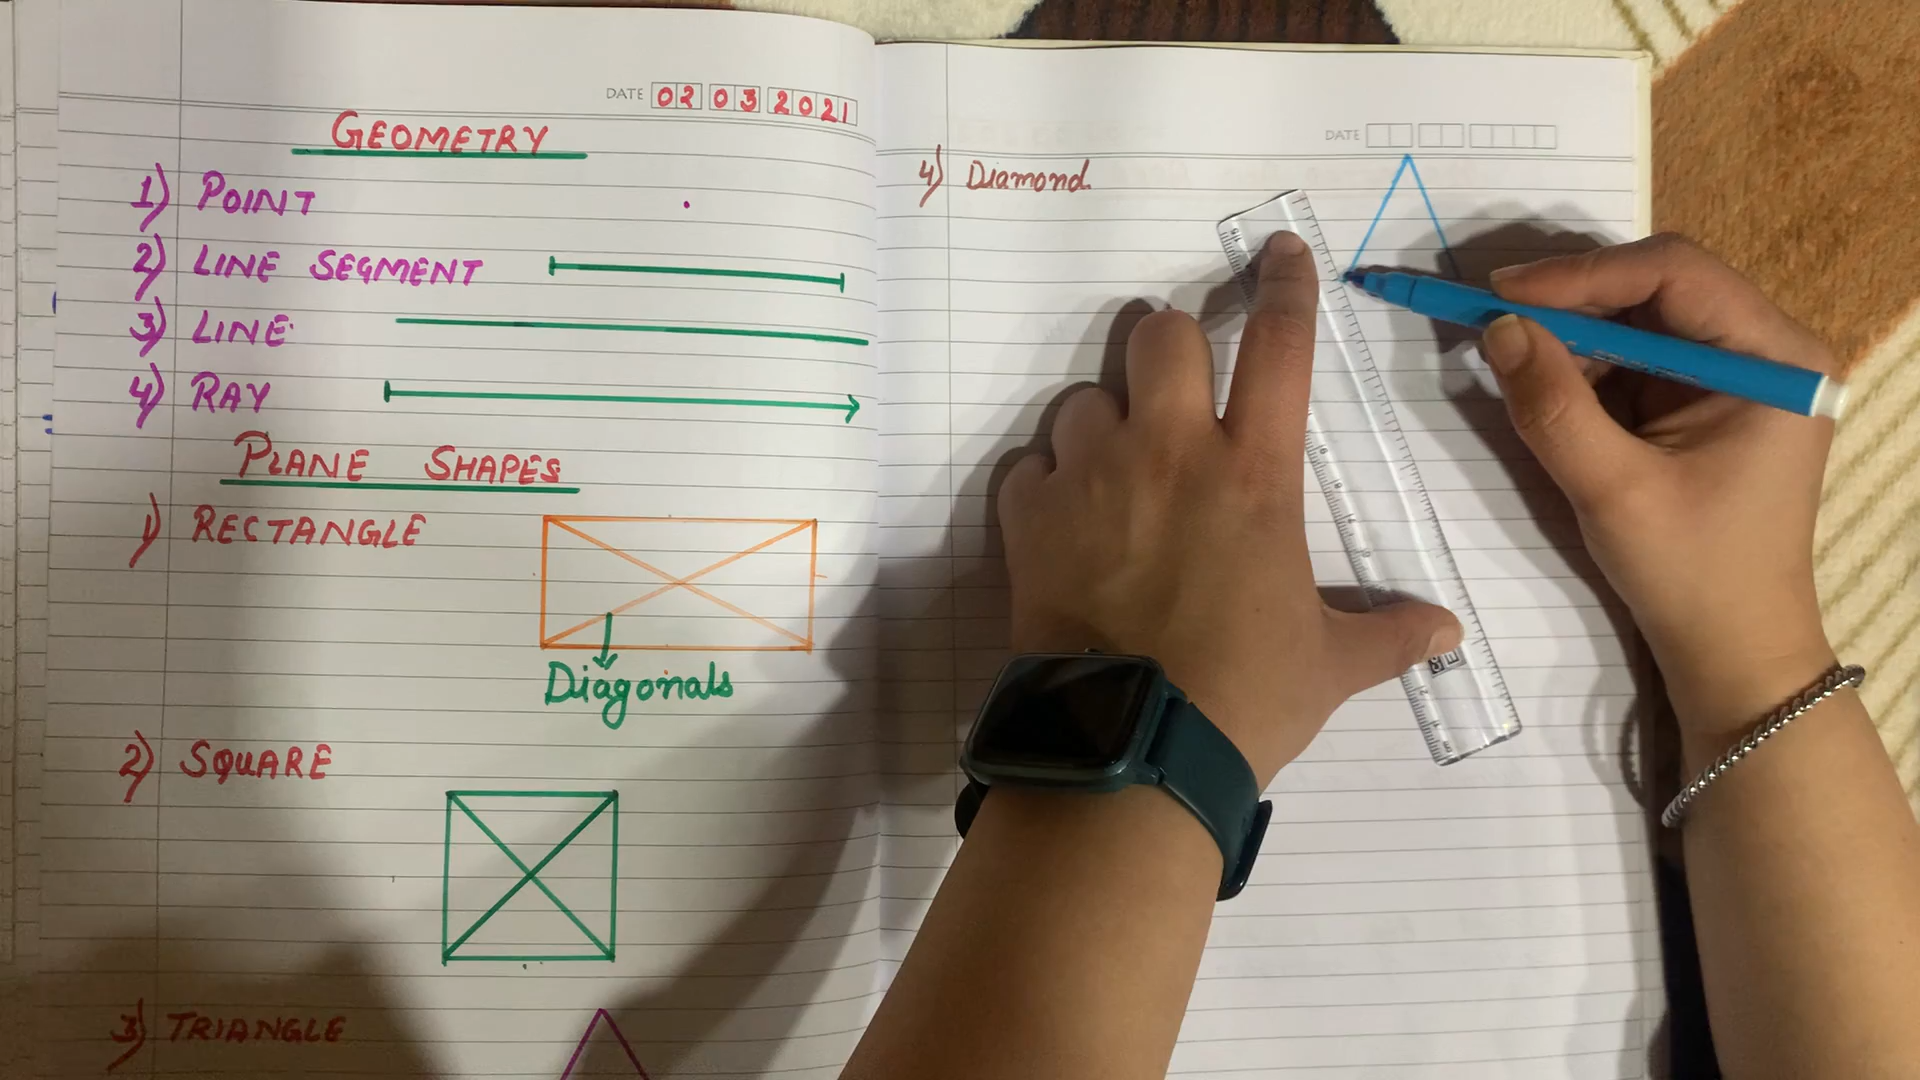 DATE 02 03 2021
GEOMETRY
1) POINT
2) LINE SEGMENT
3) LINE
4) RAY
PLANE SHAPES
1) RECTANGLE
Diagonals
2) SQUARE
3) TRIANGLE
DATE
4) Diamond